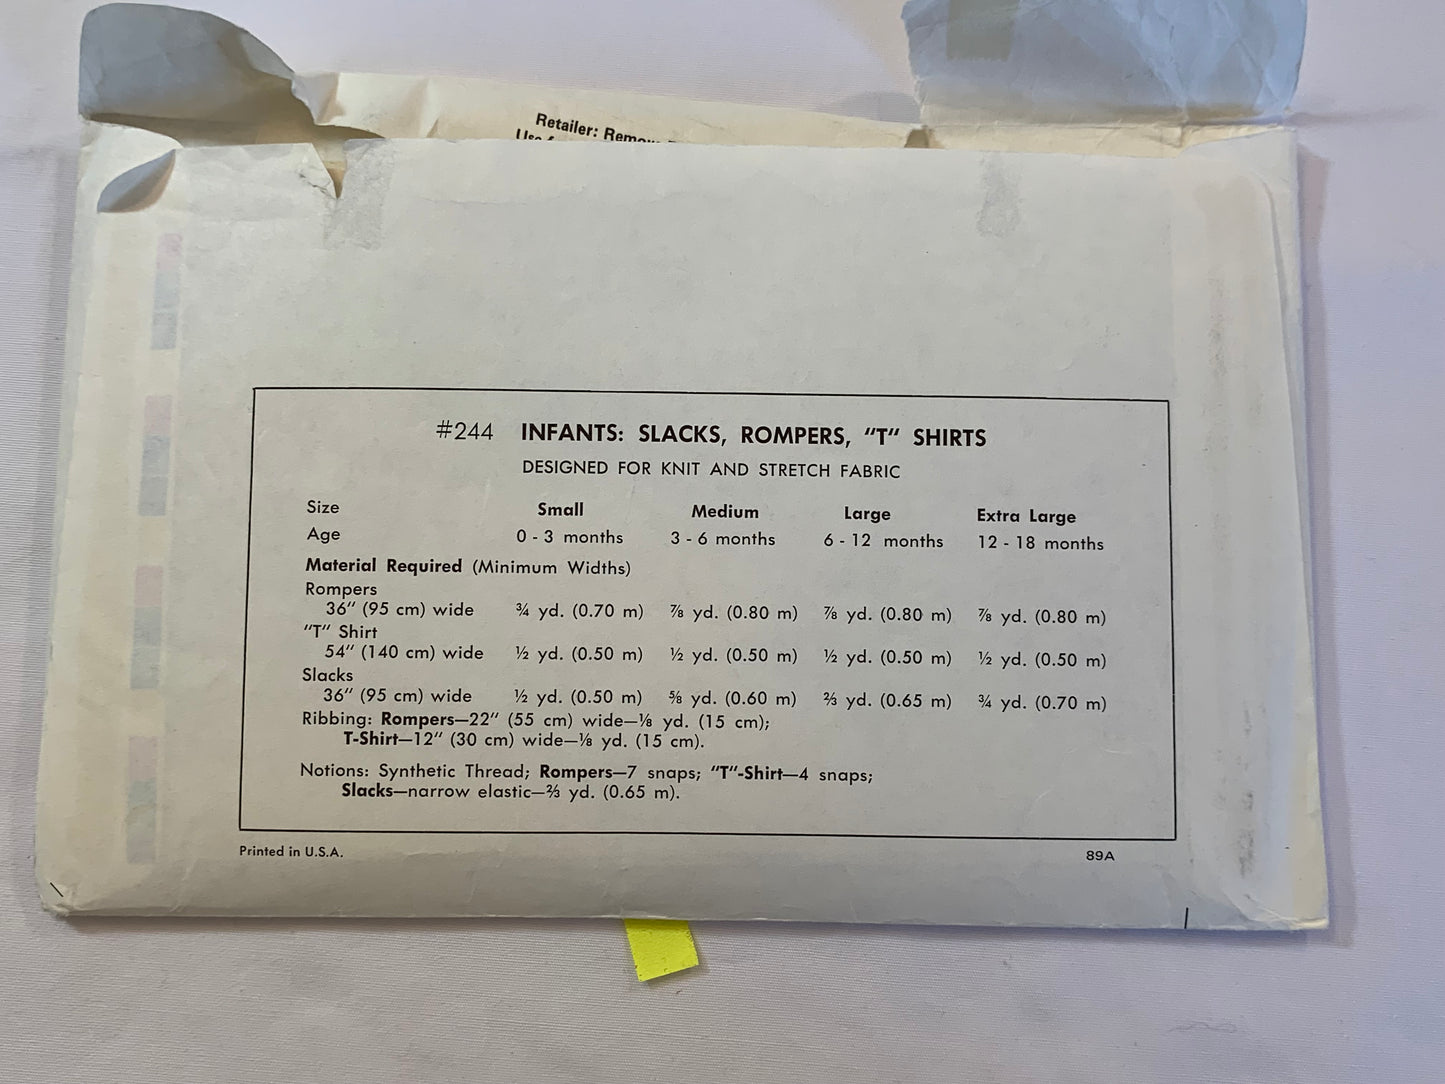 Retailer: Remove
Use
#244 INFANTS: SLACKS, ROMPERS, "T" SHIRTS
DESIGNED FOR KNIT AND STRETCH FABRIC
Size Small Medium Large Extra Large
Age 0 - 3 months 3 - 6 months 6 - 12 months 12 - 18 months
Material Required (Minimum Widths)
Rompers
36" (95 cm) wide ¾ yd. (0.70 m) ⅞ yd. (0.80 m) ⅞ yd. (0.80 m) ⅞ yd. (0.80 m)
"T" Shirt
54" (140 cm) wide ½ yd. (0.50 m) ½ yd. (0.50 m) ½ yd. (0.50 m) ½ yd. (0.50 m)
Slacks
36" (95 cm) wide ½ yd. (0.50 m) ⅝ yd. (0.60 m) ⅔ yd. (0.65 m) ¾ yd. (0.70 m)
Ribbing: Rompers—22" (55 cm) wide—⅛ yd. (15 cm);
T-Shirt—12" (30 cm) wide—⅛ yd. (15 cm).
Notions: Synthetic Thread; Rompers—7 snaps; "T"-Shirt—4 snaps;
Slacks—narrow elastic—⅔ yd. (0.65 m).
Printed in U.S.A. 89A